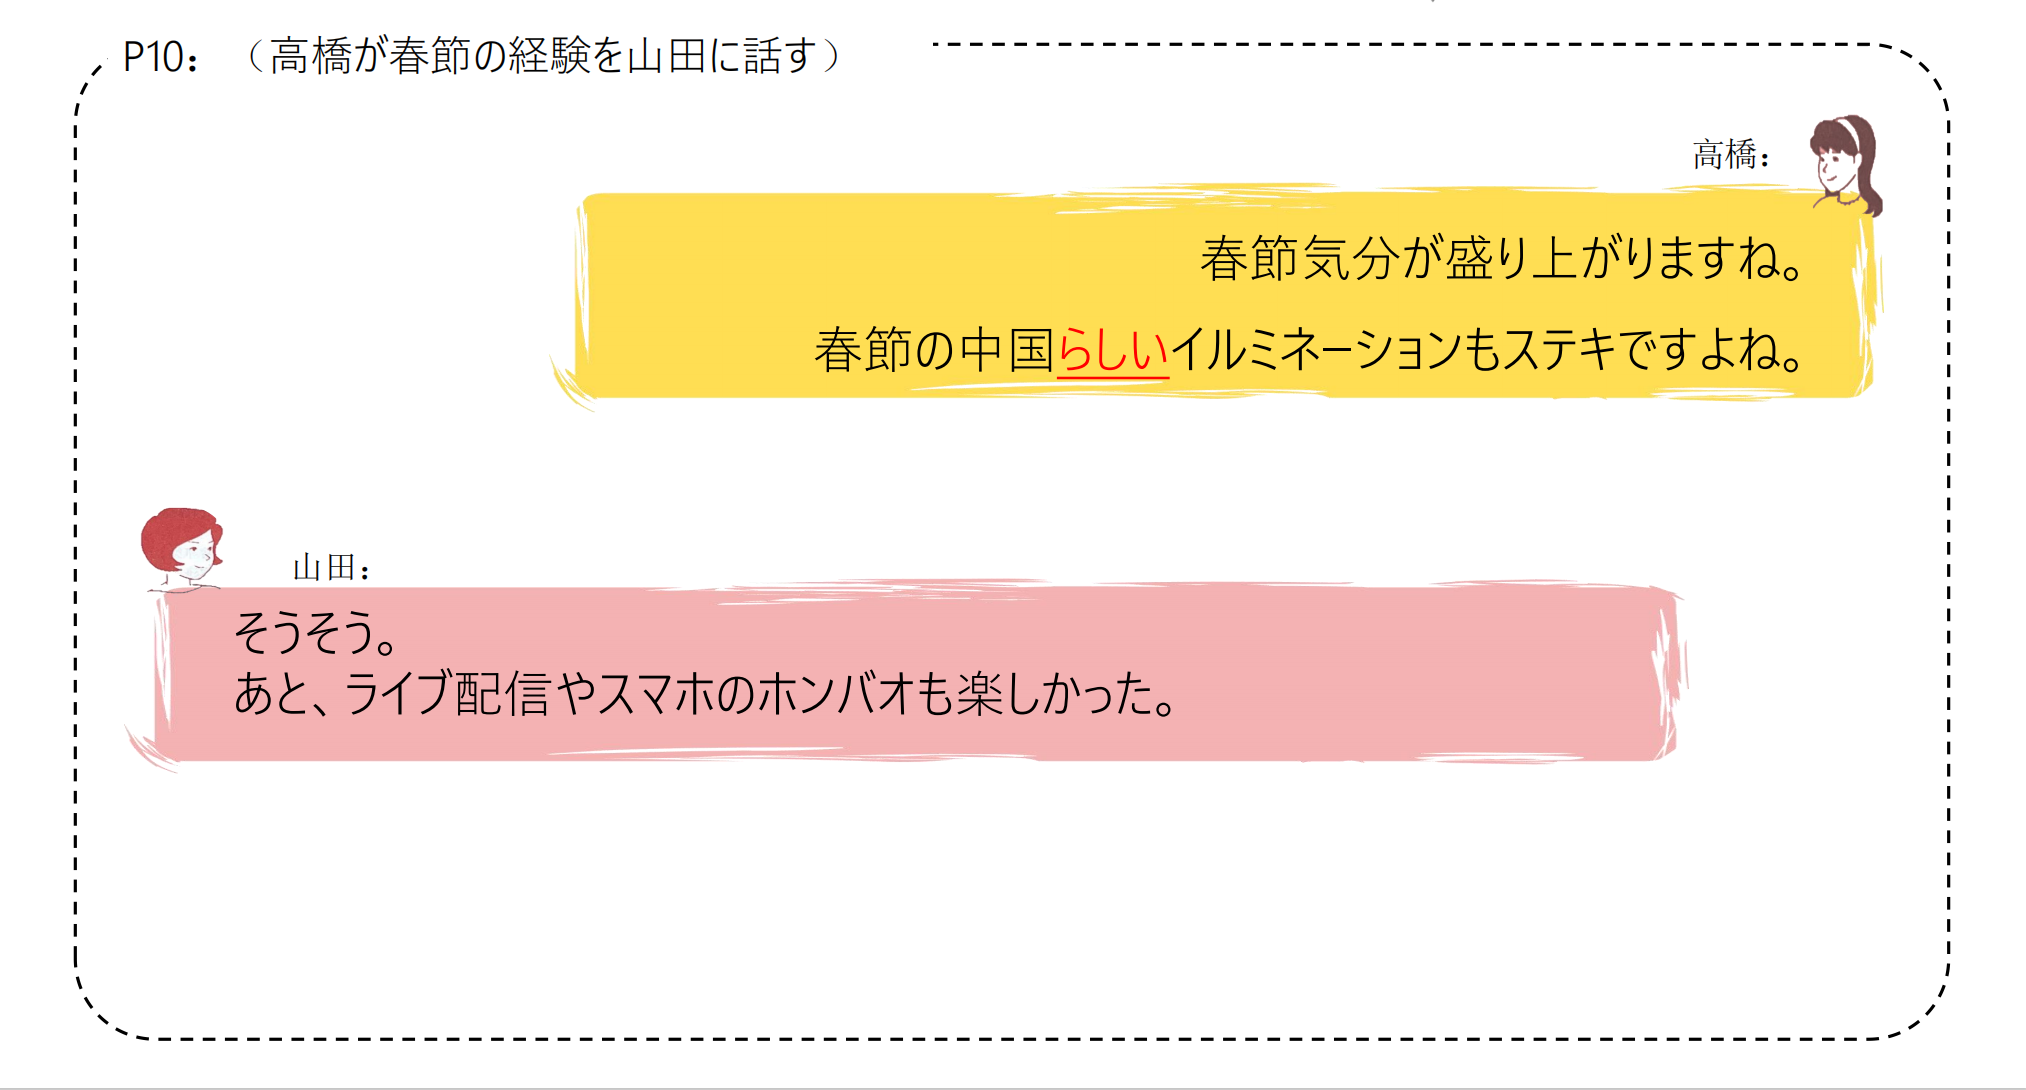 P10：（高橋が春節の経験を山田に話す）
高橋：
春節気分が盛り上がりますね。
春節の中国らしいイルミネーションもステキですよね。
山田：
そうそう。
あと、ライブ配信やスマホのホンバオも楽しかった。